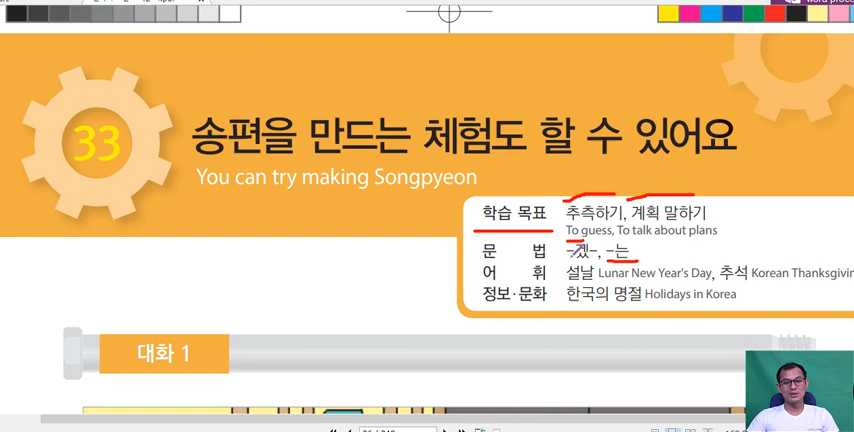 33
송편을 만드는 체험도 할 수 있어요
You can try making Songpyeon
학습 목표 추측하기, 계획 말하기
To guess, To talk about plans
문 법 -겠-, -는
어 휘 설날 Lunar New Year's Day, 추석 Korean Thanksgivin
정보·문화 한국의 명절 Holidays in Korea
대화 1